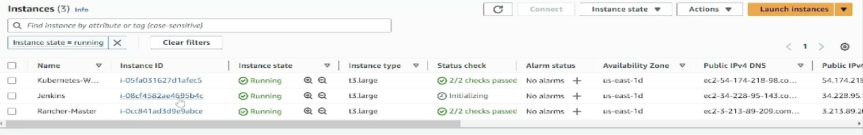 Instances (3) Info
Connect Instance state Actions Launch instances
Find Instance by attribute or tag (case-sensitive)
Instance state = running Clear filters
1
Name Instance ID Instance state Instance type Status check Alarm status Availability Zone Public IPv4 DNS Public IPv4
Kubernetes-W... i-05fa031627d1afec5 Running t3.large 2/2 checks passed No alarms us-east-1d ec2-54-174-218-98.co... 54.174.218
Jenkins i-08cf4582ae4695b4c Running t3.large Initializing No alarms us-east-1d ec2-34-228-95-143.co... 34.228.95.
Rancher-Master i-0cc841ad3d9e9abce Running t3.large 2/2 checks passed No alarms us-east-1d ec2-3-213-89-209.com... 3.213.89.2